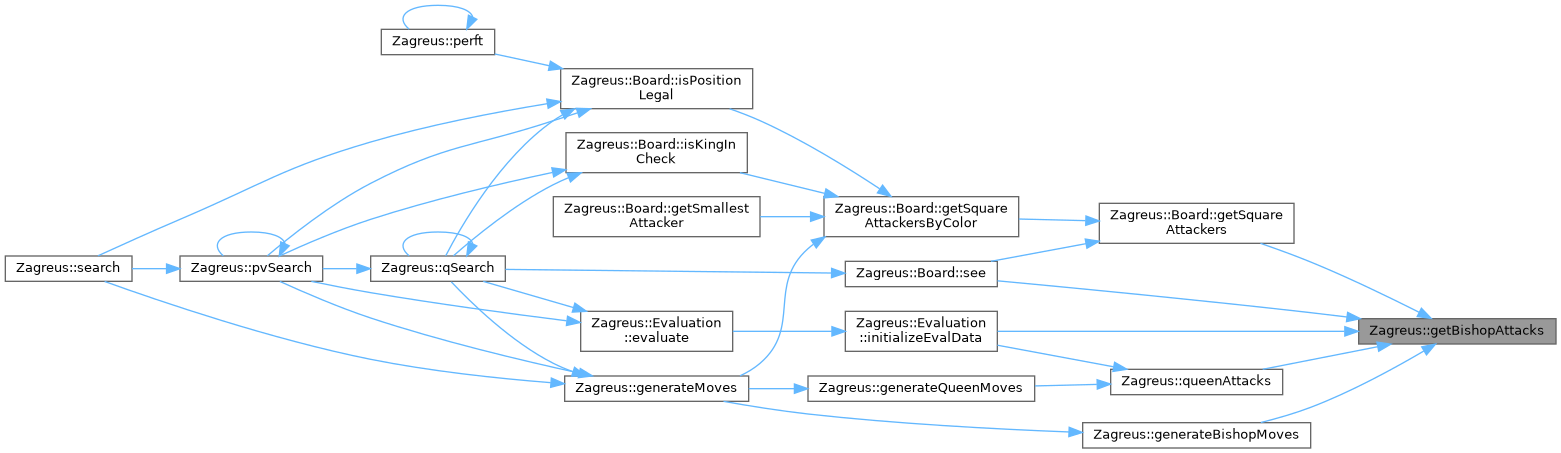 Zagreus::perft
Zagreus::Board::isPosition
Legal
Zagreus::Board::isKingIn
Check
Zagreus::Board::getSmallest
Attacker
Zagreus::Board::getSquare
AttackersByColor
Zagreus::Board::getSquare
Attackers
Zagreus::search
Zagreus::pvSearch
Zagreus::qSearch
Zagreus::Board::see
Zagreus::Evaluation
::evaluate
Zagreus::Evaluation
::initializeEvalData
Zagreus::getBishopAttacks
Zagreus::generateMoves
Zagreus::generateQueenMoves
Zagreus::queenAttacks
Zagreus::generateBishopMoves